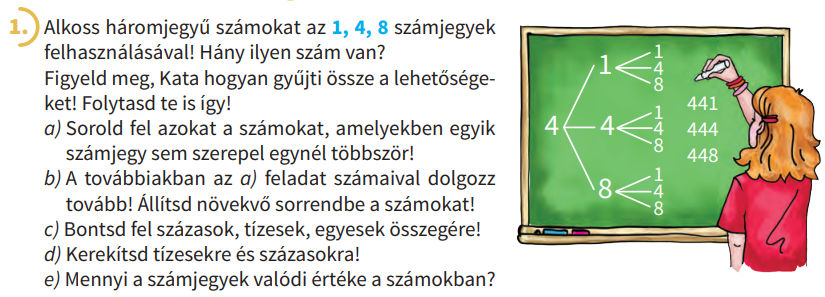 1. Alkoss háromjegyű számokat az 1, 4, 8 számjegyek
felhasználásával! Hány ilyen szám van?
Figyeld meg, Kata hogyan gyűjti össze a lehetősége-
ket! Folytasd te is így!
a) Sorold fel azokat a számokat, amelyekben egyik
számjegy sem szerepel egynél többször!
b) A továbbiakban az a) feladat számaival dolgozz
tovább! Állítsd növekvő sorrendbe a számokat!
c) Bontsd fel százasok, tízesek, egyesek összegére!
d) Kerekítsd tízesekre és százasokra!
e) Mennyi a számjegyek valódi értéke a számokban?
4
1
1
4
8
4
1
4
8
8
1
4
8
441
444
448